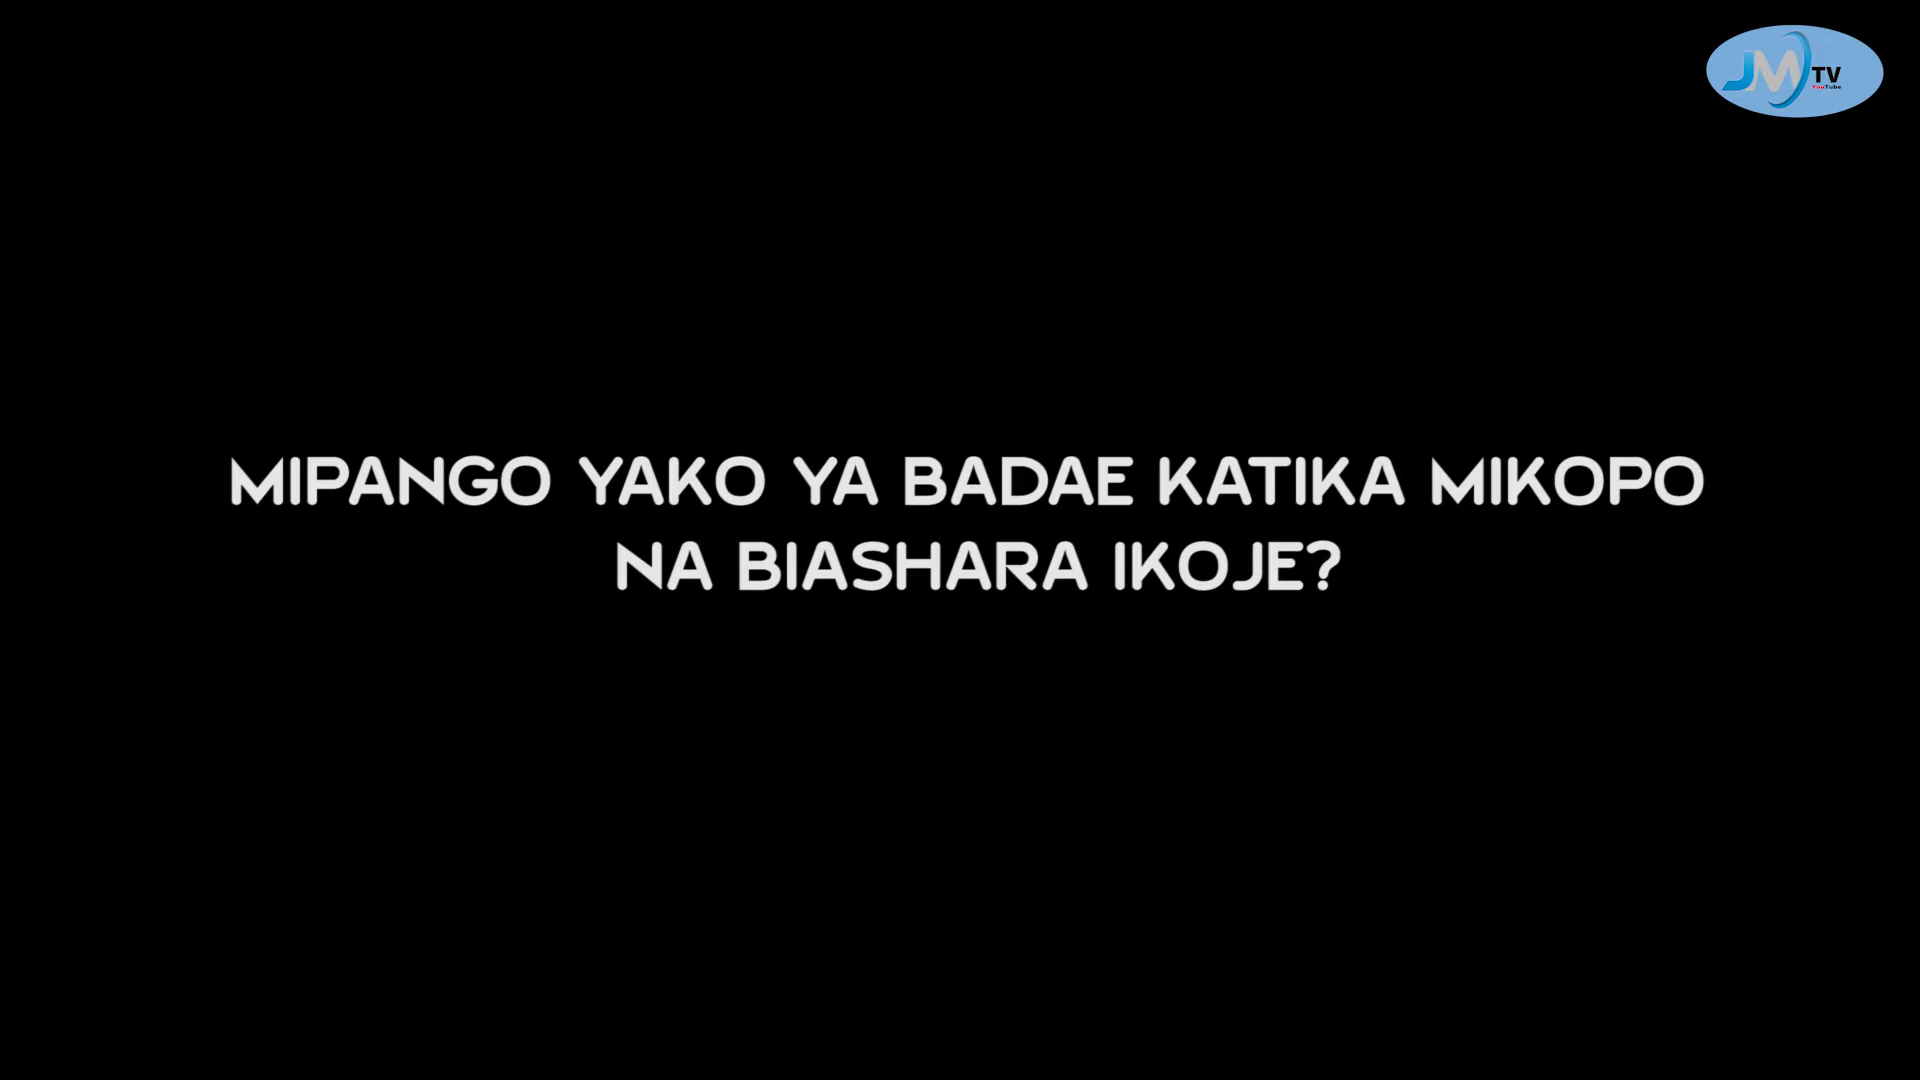 JM TV
YouTube
MIPANGO YAKO YA BADAE KATIKA MIKOPO
NA BIASHARA IKOJE?